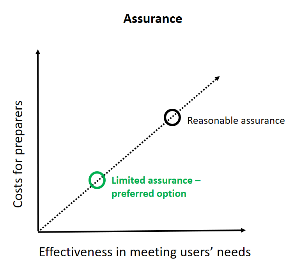 Assurance
Costs for preparers
Reasonable assurance
Limited assurance –
preferred option
Effectiveness in meeting users' needs